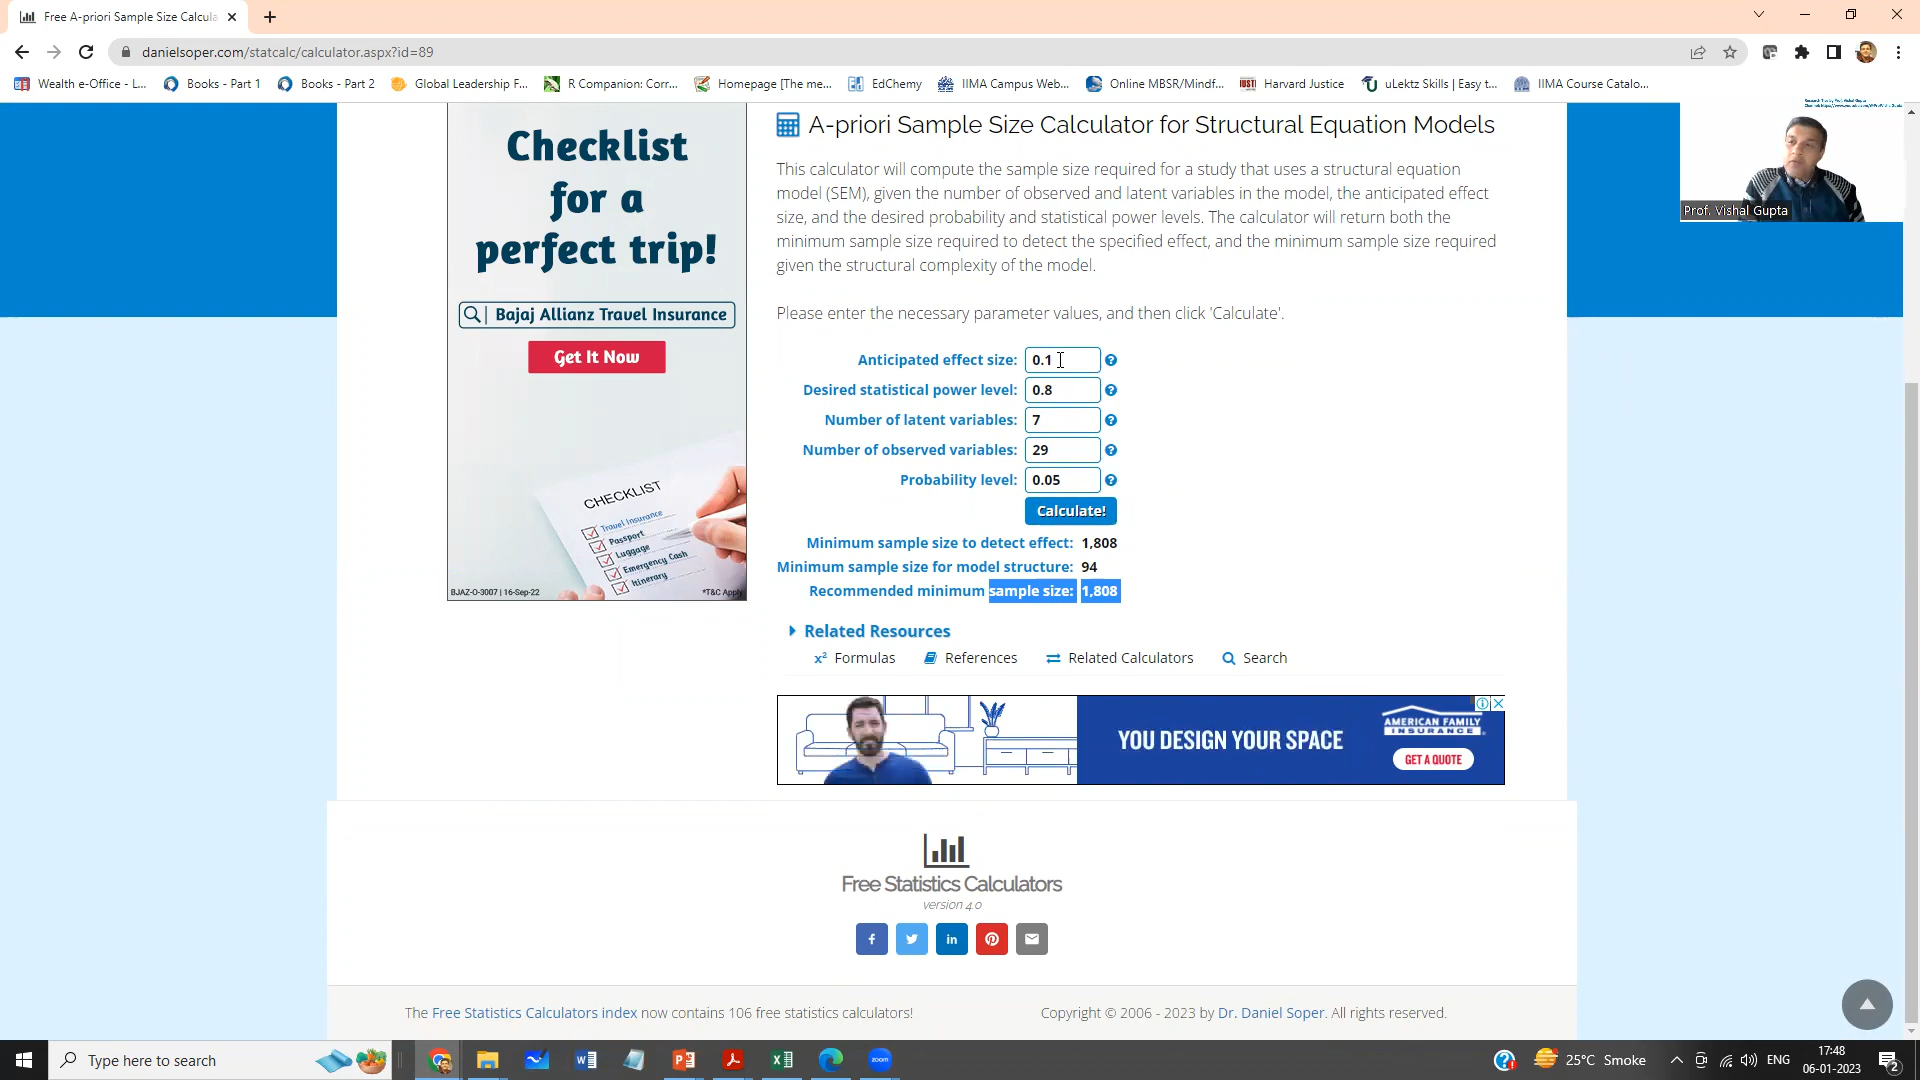 Free A-priori Sample Size Calcula
danielsoper.com/statcalc/calculator.aspx?id=89
Wealth e-Office - L...
Books - Part 1
Books - Part 2
Global Leadership F...
R Companion: Corr...
Homepage [The me...
EdChemy
IIMA Campus Web...
Online MBSR/Mindf...
Harvard Justice
uLektz Skills | Easy t...
IIMA Course Catalo...
Checklist
for a
perfect trip!
Bajaj Allianz Travel Insurance
Get It Now
CHECKLIST
Travel Insurance
Passport
Luggage
Emergency Cash
Itinerary
BJAZ-O-3007 | 16-Sep-22
*T&C Apply
A-priori Sample Size Calculator for Structural Equation Models
This calculator will compute the sample size required for a study that uses a structural equation
model (SEM), given the number of observed and latent variables in the model, the anticipated effect
size, and the desired probability and statistical power levels. The calculator will return both the
minimum sample size required to detect the specified effect, and the minimum sample size required
given the structural complexity of the model.
Please enter the necessary parameter values, and then click 'Calculate'.
Anticipated effect size: 0.1
Desired statistical power level: 0.8
Number of latent variables: 7
Number of observed variables: 29
Probability level: 0.05
Calculate!
Minimum sample size to detect effect: 1,808
Minimum sample size for model structure: 94
Recommended minimum sample size: 1,808
Related Resources
x² Formulas
References
Related Calculators
Search
YOU DESIGN YOUR SPACE
AMERICAN FAMILY
INSURANCE
GET A QUOTE
Prof. Vishal Gupta
Free Statistics Calculators
version 4.0
The Free Statistics Calculators index now contains 106 free statistics calculators!
Copyright © 2006 - 2023 by Dr. Daniel Soper. All rights reserved.
Type here to search
zoom
25°C Smoke
ENG
17:48
06-01-2023
2